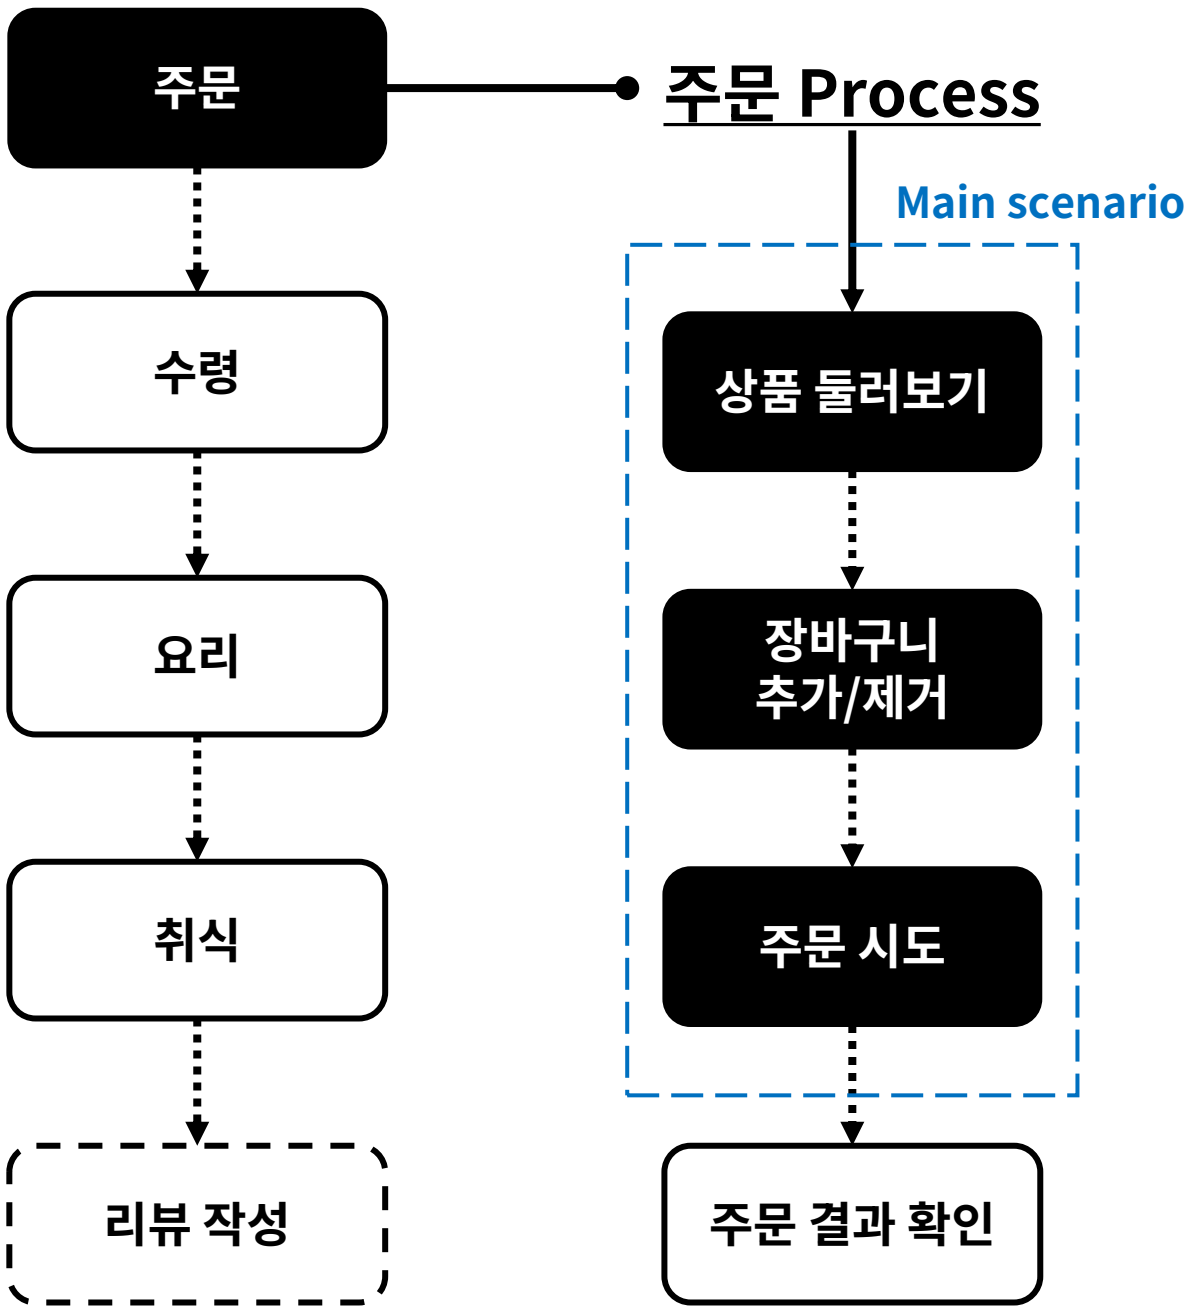 주문
수령
요리
취식
리뷰 작성
주문 Process
Main scenario
상품 둘러보기
장바구니
추가/제거
주문 시도
주문 결과 확인